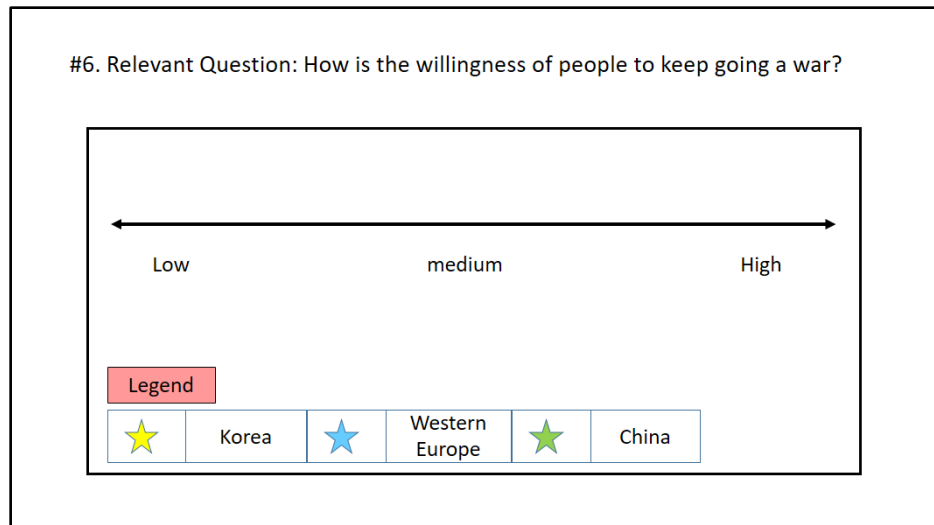 #6. Relevant Question: How is the willingness of people to keep going a war?
Low medium High
Legend
Korea
Western
Europe
China